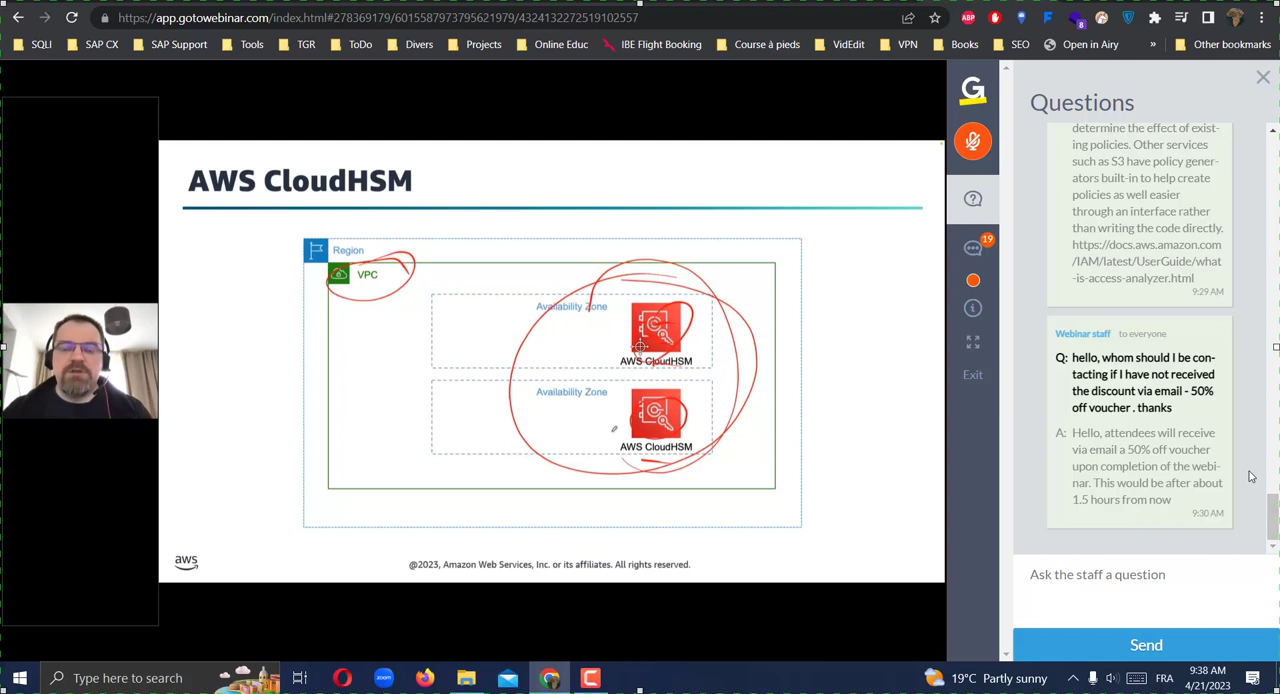 https://app.gotowebinar.com/index.html#278369179/6015587973795621979/4324132272519102557
ABP
8
SQLI
SAP CX
SAP Support
Tools
TGR
ToDo
Divers
Projects
Online Educ
IBE Flight Booking
Course à pieds
VidEdit
VPN
Books
SEO
Open in Airy
»
Other bookmarks
AWS CloudHSM
Region
VPC
Availability Zone
AWS CloudHSM
Availability Zone
AWS CloudHSM
aws
@2023, Amazon Web Services, Inc. or its affiliates. All rights reserved.
G
19
Exit
Questions
determine the effect of exist-
ing policies. Other services
such as S3 have policy gener-
ators built-in to help create
policies as well easier
through an interface rather
than writing the code directly.
https://docs.aws.amazon.com
/IAM/latest/UserGuide/what
-is-access-analyzer.html
9:29 AM
Webinar staff to everyone
Q: hello, whom should I be con-
tacting if I have not received
the discount via email - 50%
off voucher . thanks
A: Hello, attendees will receive
via email a 50% off voucher
upon completion of the webi-
nar. This would be after about
1.5 hours from now
9:30 AM
Ask the staff a question
Send
Type here to search
zoom
19°C Partly sunny
FRA
9:38 AM
4/21/2023